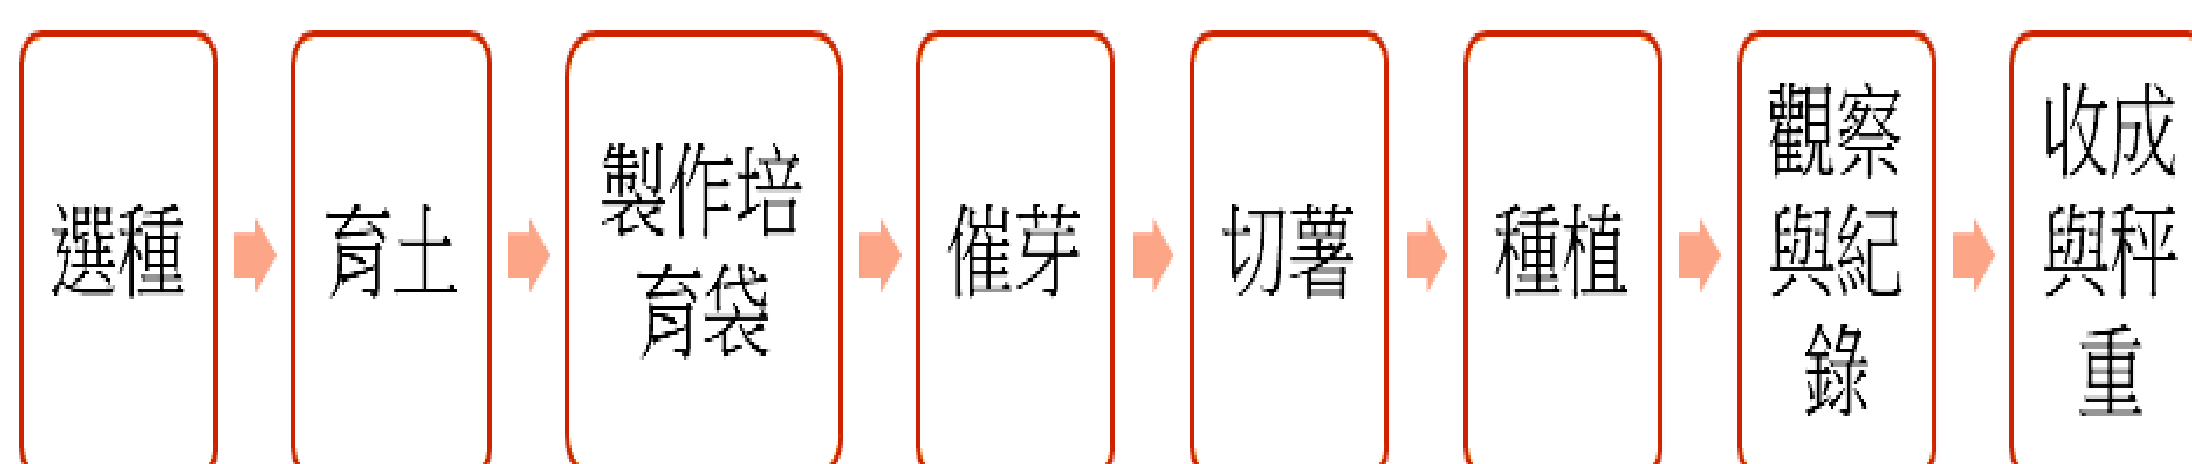 選種
育土
製作培
育袋
催芽
切薯
種植
觀察
與紀
錄
收成
與秤
重